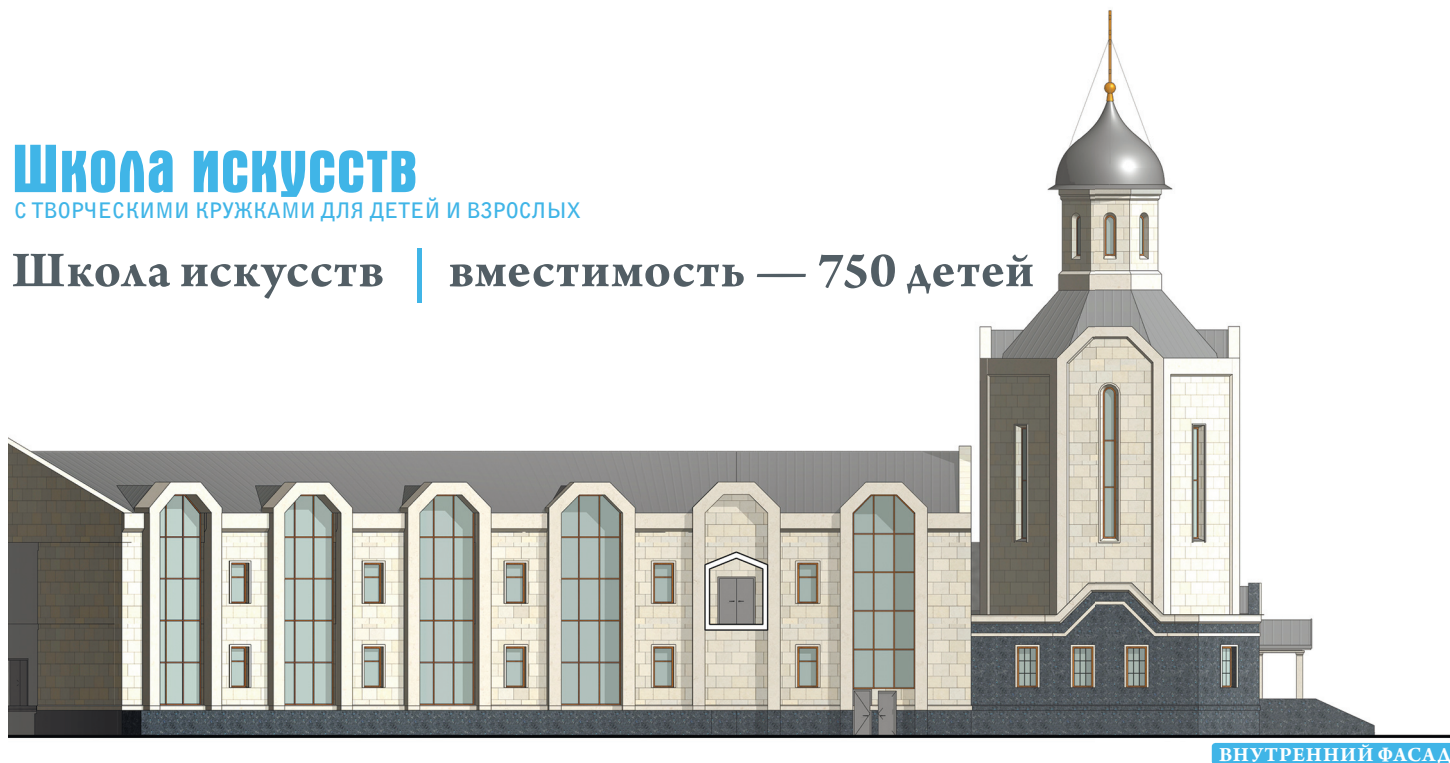 Школа искусств
С ТВОРЧЕСКИМИ КРУЖКАМИ ДЛЯ ДЕТЕЙ И ВЗРОСЛЫХ
Школа искусств | вместимость — 750 детей
ВНУТРЕННИЙ ФАСАД